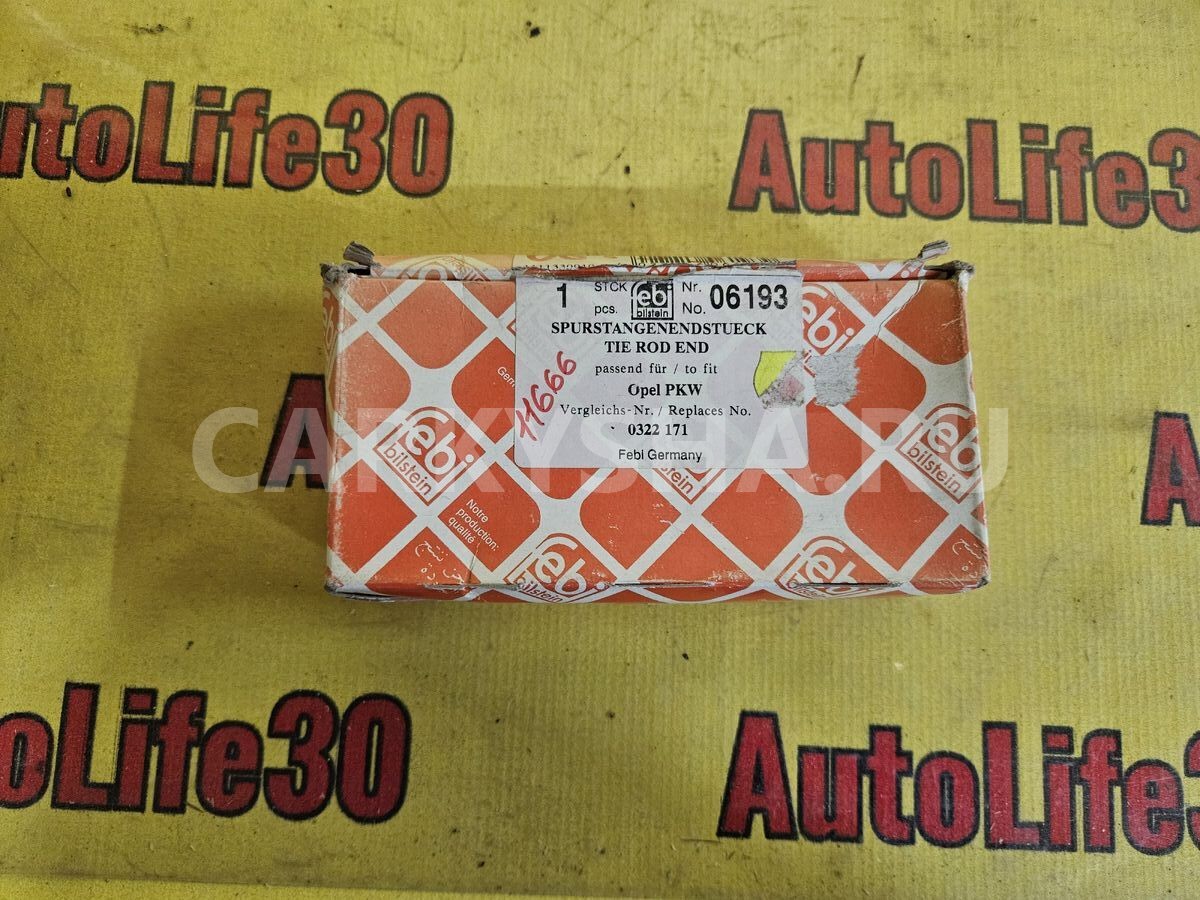 AutoLife30
AutoLife3
1 STCK pcs. febi bilstein Nr. No. 06193
SPURSTANGENENDSTUECK
TIE ROD END
passend für / to fit
Opel PKW
Vergleichs-Nr. / Replaces No.
0322 171
Febi Germany
11666
CARKYSHA.RU
febi
bilstein
febi
bilstein
Notre
production:
qualité
febi
bilstein
febi
bilstein
oLife30
AutoLife3